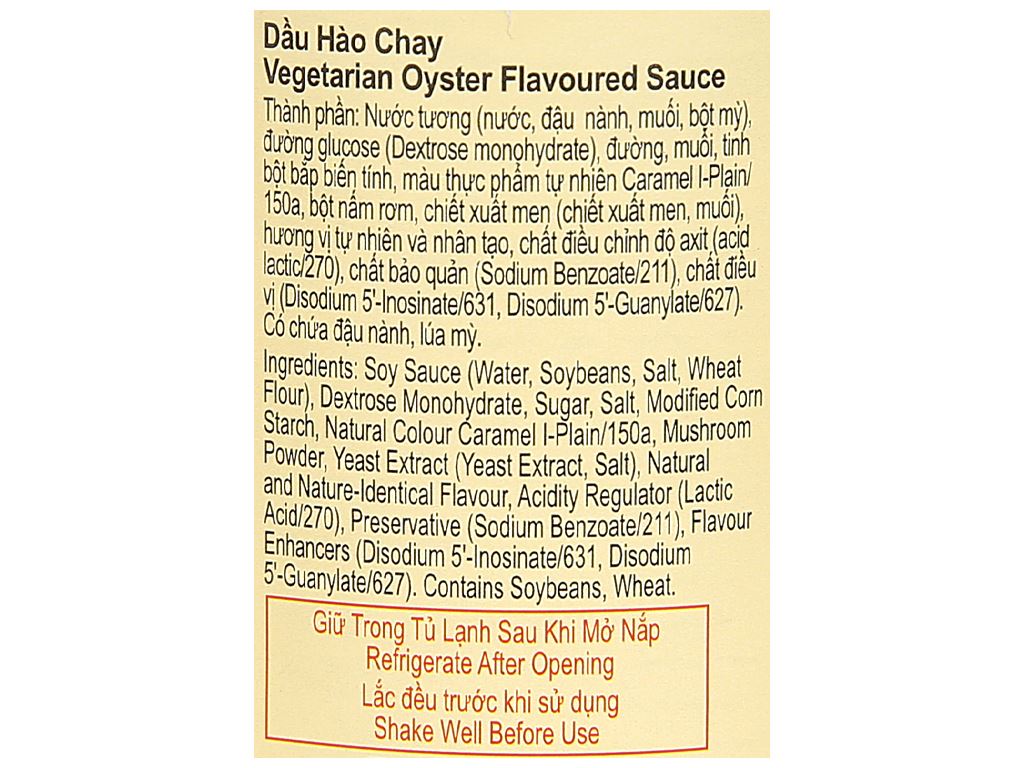 Dầu Hào Chay
Vegetarian Oyster Flavoured Sauce
Thành phần: Nước tương (nước, đậu nành, muối, bột mỳ),
đường glucose (Dextrose monohydrate), đường, muối, tinh
bột bắp biến tính, màu thực phẩm tự nhiên Caramel I-Plain/
150a, bột nấm rơm, chiết xuất men (chiết xuất men, muối),
hương vị tự nhiên và nhân tạo, chất điều chỉnh độ axit (acid
lactic/270), chất bảo quản (Sodium Benzoate/211), chất điều
vị (Disodium 5'-Inosinate/631, Disodium 5'-Guanylate/627).
Có chứa đậu nành, lúa mỳ.
Ingredients: Soy Sauce (Water, Soybeans, Salt, Wheat
Flour), Dextrose Monohydrate, Sugar, Salt, Modified Corn
Starch, Natural Colour Caramel I-Plain/150a, Mushroom
Powder, Yeast Extract (Yeast Extract, Salt), Natural
and Nature-Identical Flavour, Acidity Regulator (Lactic
Acid/270), Preservative (Sodium Benzoate/211), Flavour
Enhancers (Disodium 5'-Inosinate/631, Disodium
5'-Guanylate/627). Contains Soybeans, Wheat.
Giữ Trong Tủ Lạnh Sau Khi Mở Nắp
Refrigerate After Opening
Lắc đều trước khi sử dụng
Shake Well Before Use